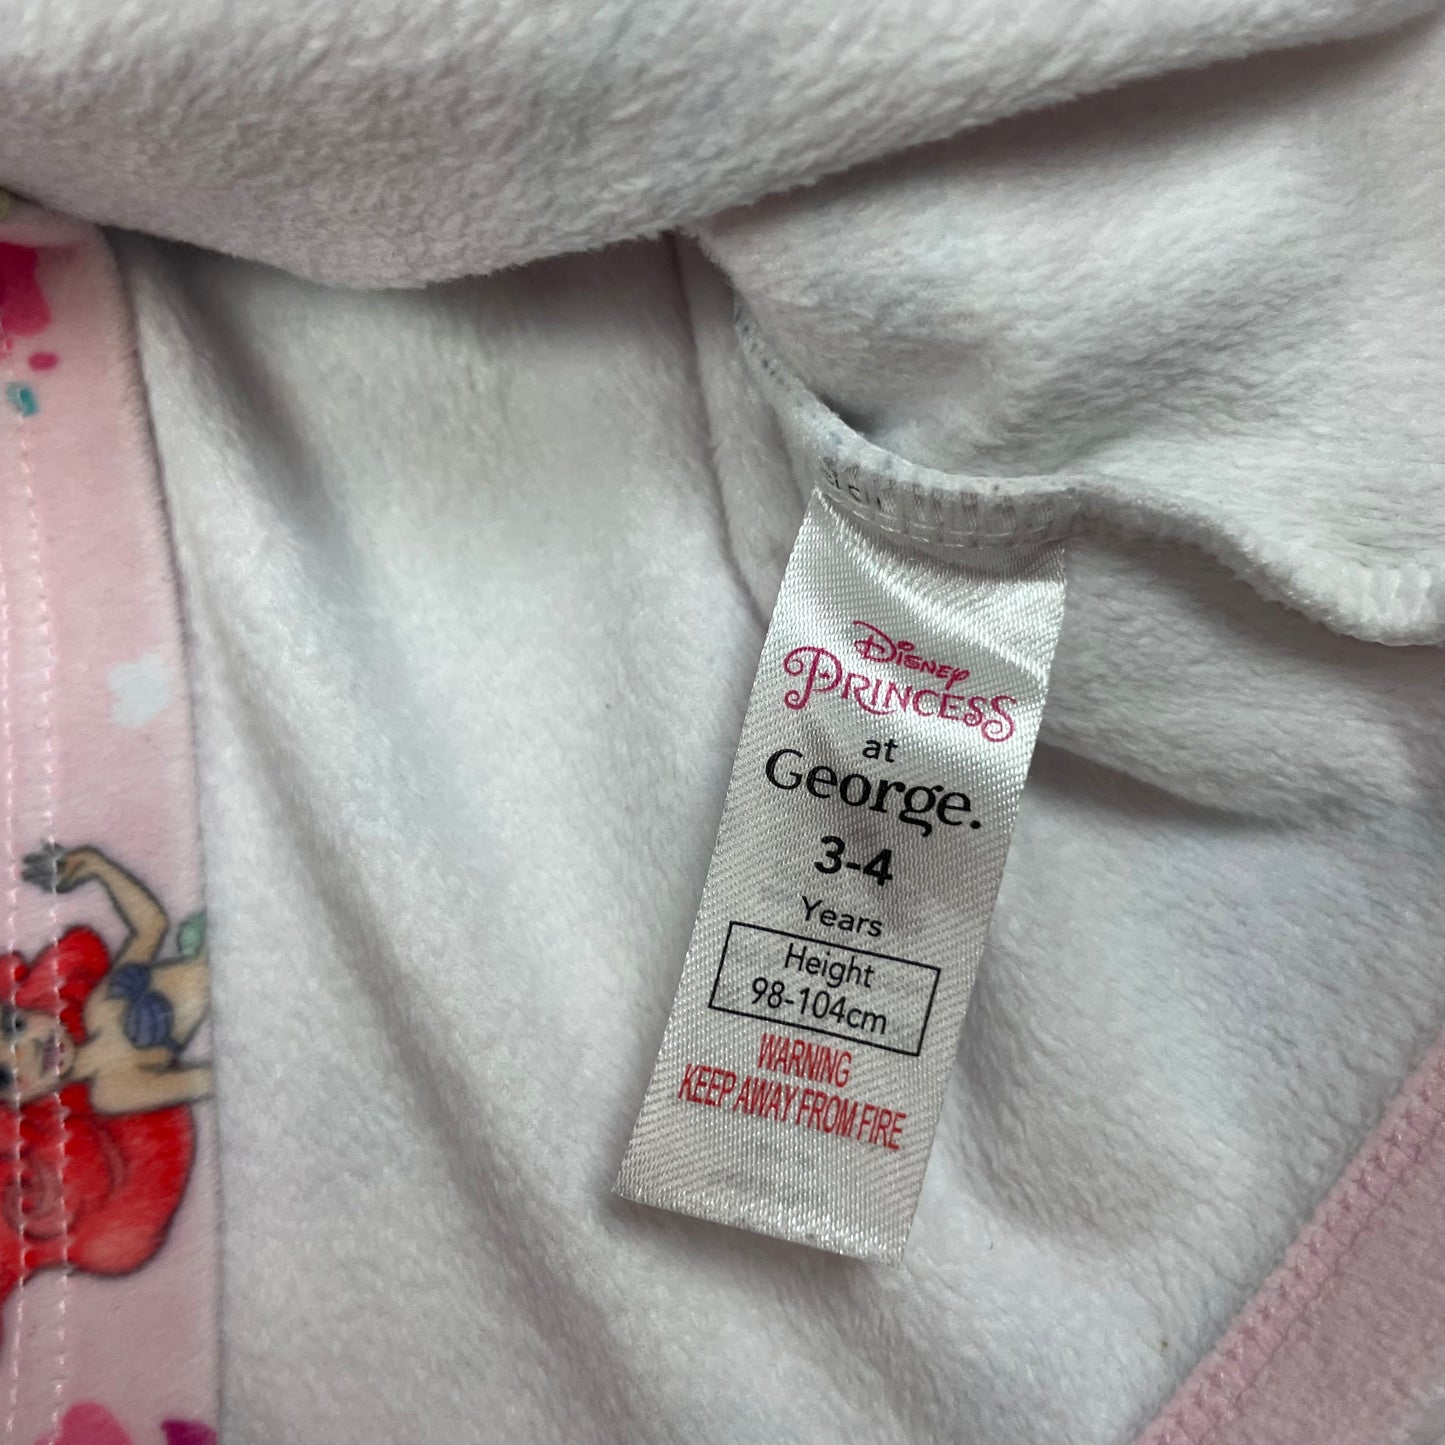 Disney
PRINCESS
at
George.
3-4
Years
Height
98-104cm
WARNING
KEEP AWAY FROM FIRE